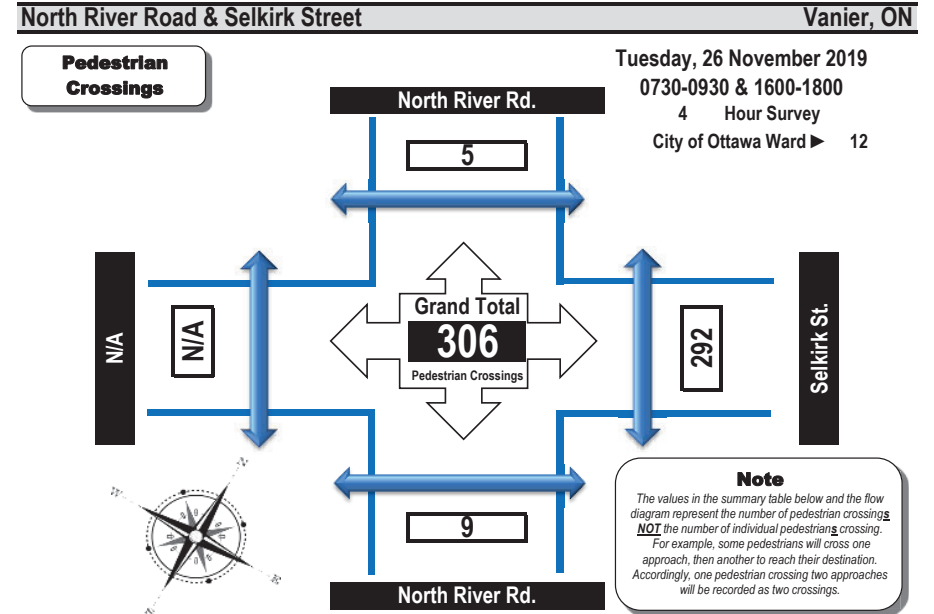 North River Road & Selkirk Street Vanier, ON
Pedestrian
Crossings
Tuesday, 26 November 2019
0730-0930 & 1600-1800
4 Hour Survey
City of Ottawa Ward ► 12
North River Rd.
5
N/A
N/A
Grand Total
306
Pedestrian Crossings
292
Selkirk St.
9
North River Rd.
Note
The values in the summary table below and the flow
diagram represent the number of pedestrian crossings
NOT the number of individual pedestrians crossing.
For example, some pedestrians will cross one
approach, then another to reach their destination.
Accordingly, one pedestrian crossing two approaches
will be recorded as two crossings.